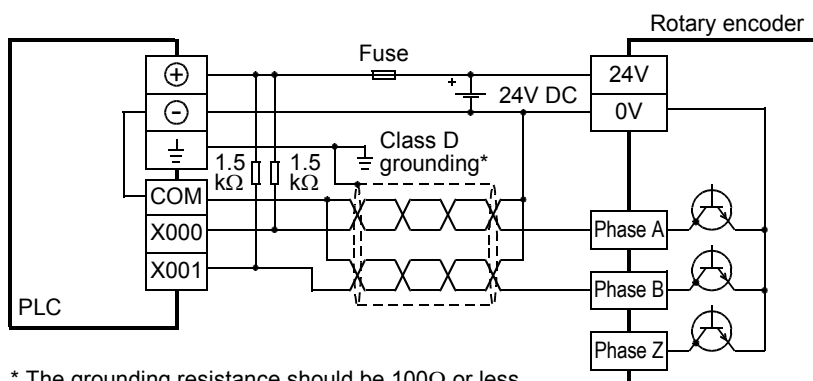 Rotary encoder
Fuse
+
24V
24V DC
0V
Class D
grounding*
1.5
kΩ
1.5
kΩ
COM
X000
X001
PLC
Phase A
Phase B
Phase Z
* The grounding resistance should be 100Ω or less.